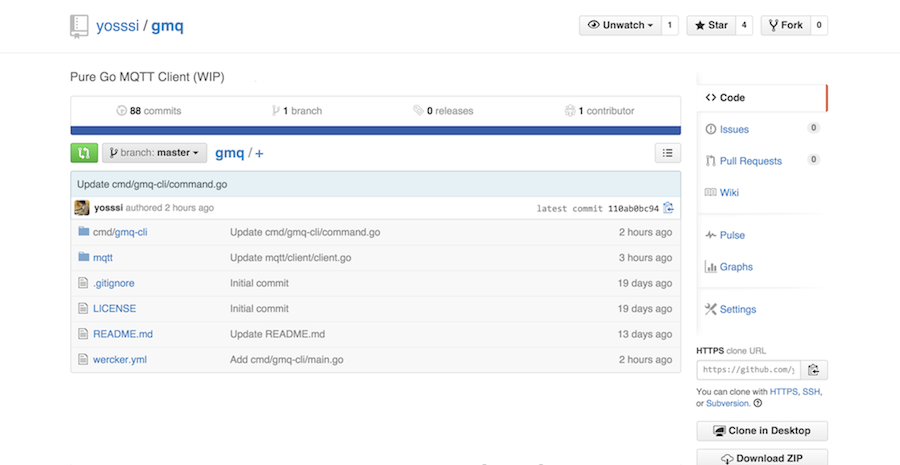 yosssi / gmq
Unwatch 1
Star 4
Fork 0
Pure Go MQTT Client (WIP)
88 commits
1 branch
0 releases
1 contributor
branch: master
gmq / +
Update cmd/gmq-cli/command.go
yosssi authored 2 hours ago
latest commit 110ab0bc94
cmd/gmq-cli Update cmd/gmq-cli/command.go 2 hours ago
mqtt Update mqtt/client/client.go 3 hours ago
.gitignore Initial commit 19 days ago
LICENSE Initial commit 19 days ago
README.md Update README.md 13 days ago
wercker.yml Add cmd/gmq-cli/main.go 2 hours ago
Code
Issues 0
Pull Requests 0
Wiki
Pulse
Graphs
Settings
HTTPS clone URL
https://github.com/y
You can clone with HTTPS, SSH,
or Subversion.
Clone in Desktop
Download ZIP